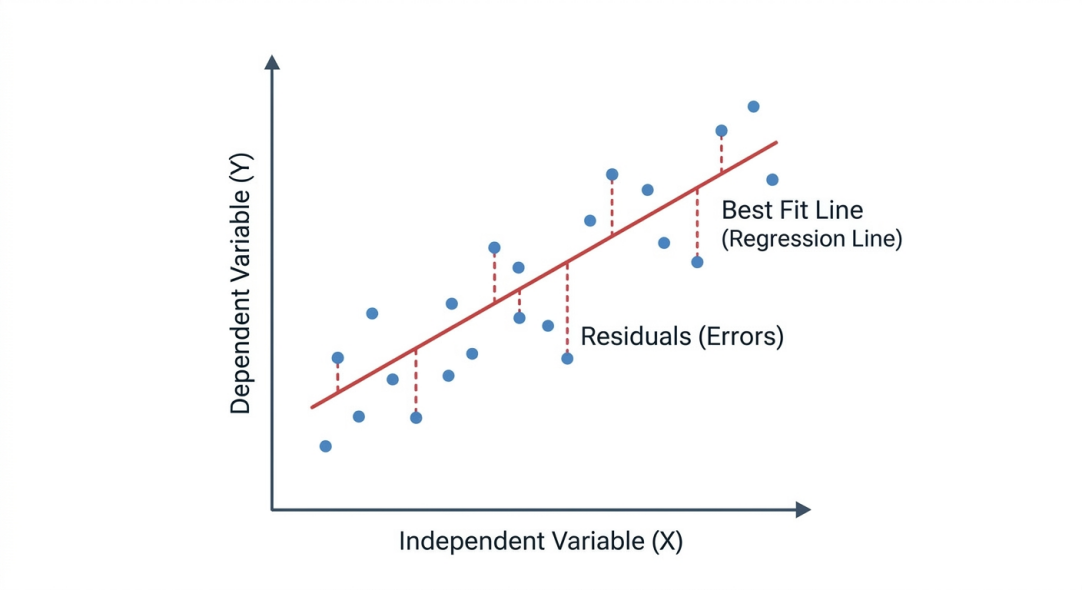 Dependent Variable (Y)
Best Fit Line
(Regression Line)
Residuals (Errors)
Independent Variable (X)